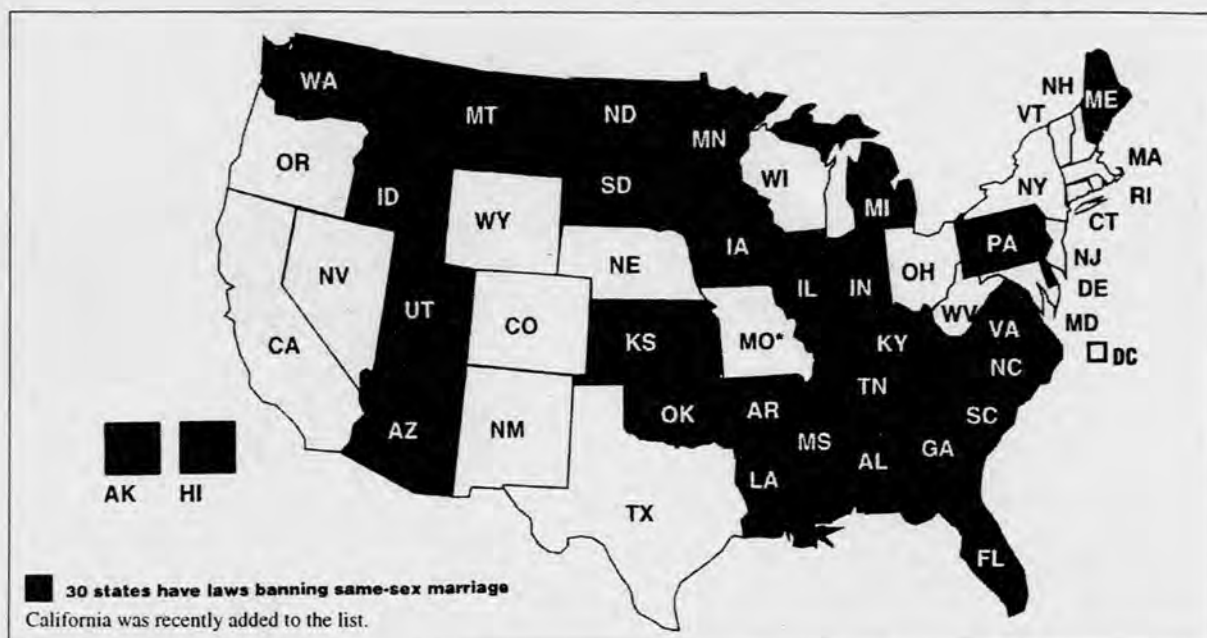 WA
MT
ND
MN
NH
ME
VT
OR
ID
SD
WI
MI
NY
MA
RI
CT
WY
IA
PA
NJ
NE
OH
DE
NV
UT
IL
IN
WV
MD
CA
CO
KS
MO*
KY
VA
DC
NC
TN
AZ
NM
OK
AR
SC
MS
AL
GA
LA
AK
HI
TX
FL
30 states have laws banning same-sex marriage
California was recently added to the list.